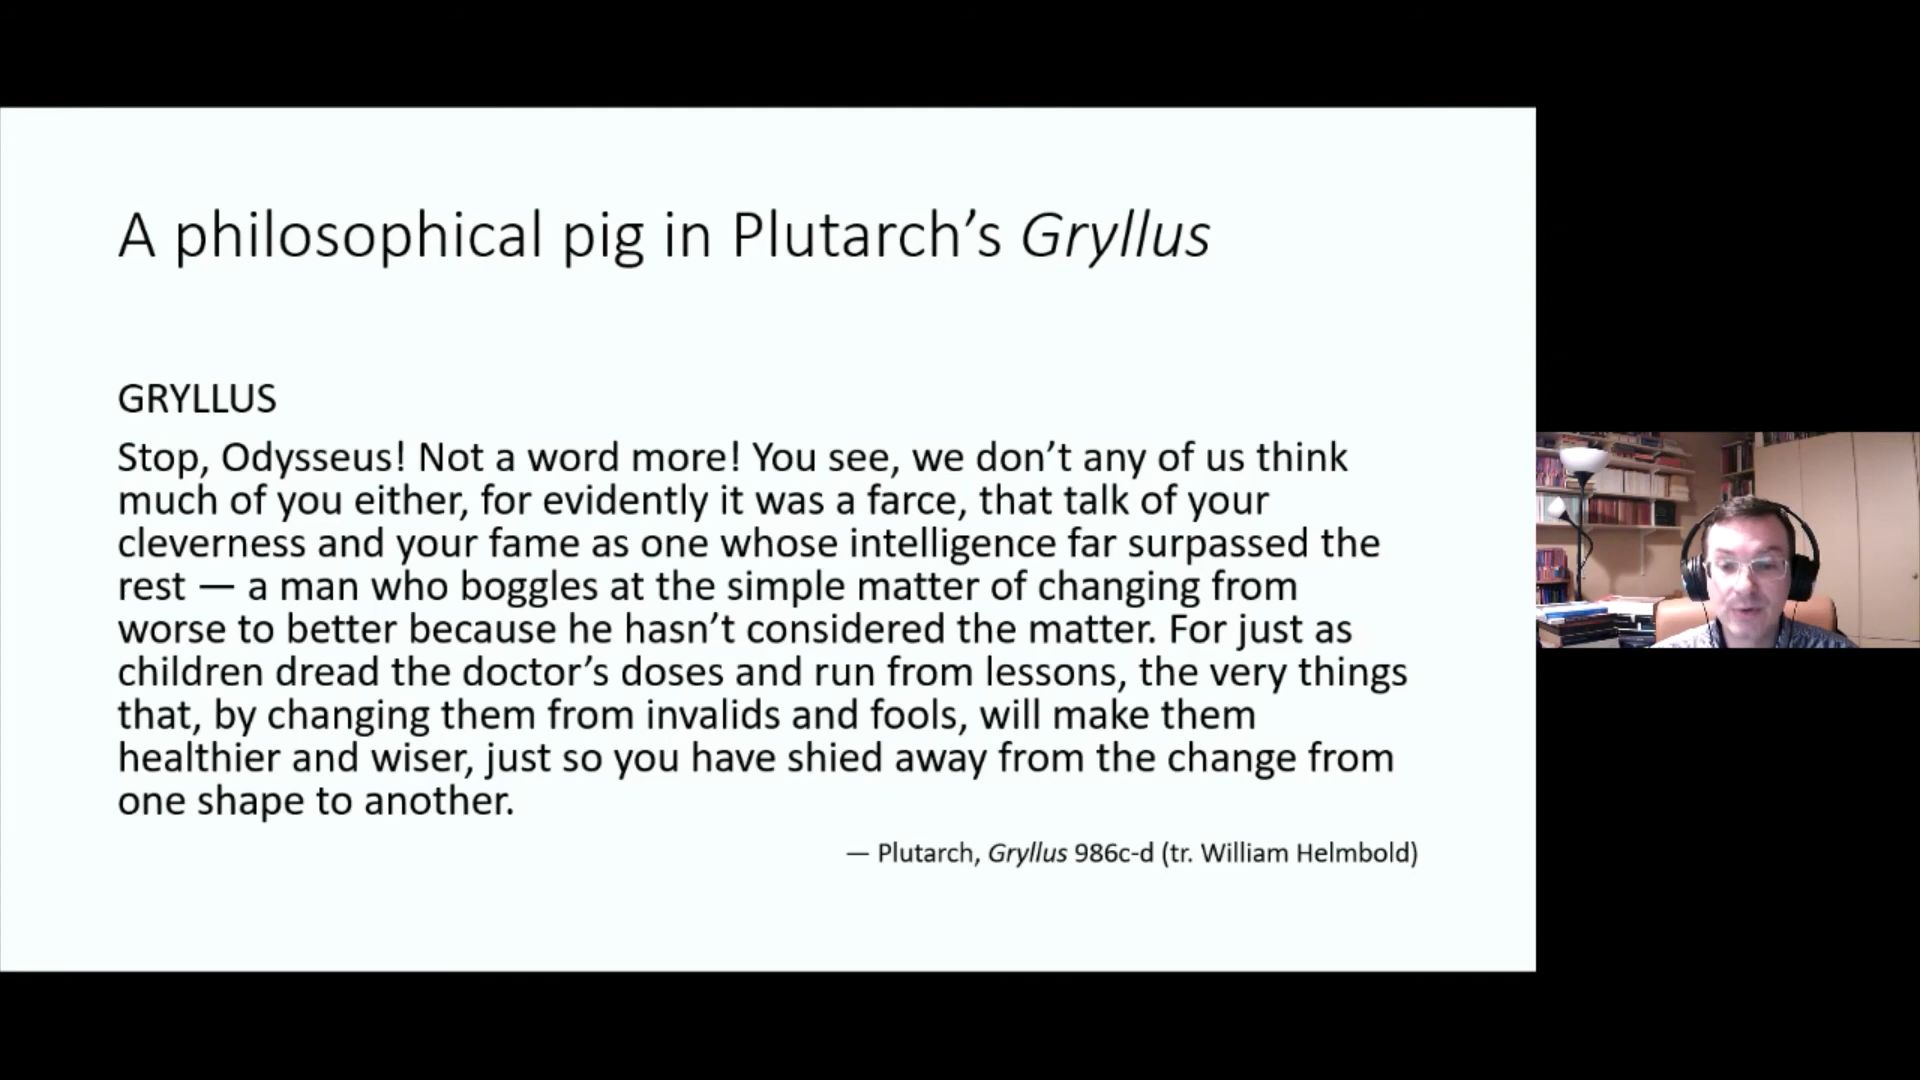 A philosophical pig in Plutarch’s Gryllus
GRYLLUS
Stop, Odysseus! Not a word more! You see, we don’t any of us think
much of you either, for evidently it was a farce, that talk of your
cleverness and your fame as one whose intelligence far surpassed the
rest — a man who boggles at the simple matter of changing from
worse to better because he hasn’t considered the matter. For just as
children dread the doctor’s doses and run from lessons, the very things
that, by changing them from invalids and fools, will make them
healthier and wiser, just so you have shied away from the change from
one shape to another.
— Plutarch, Gryllus 986c-d (tr. William Helmbold)